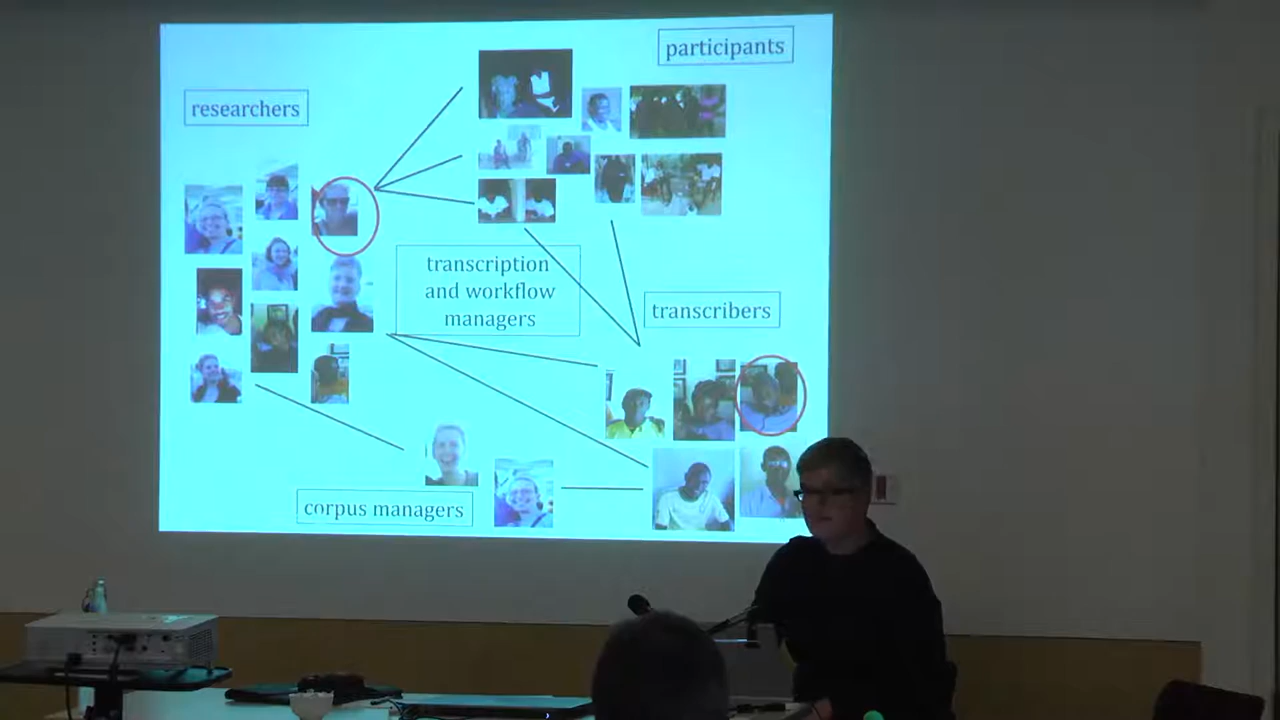 participants
researchers
transcription
and workflow
managers
transcribers
corpus managers